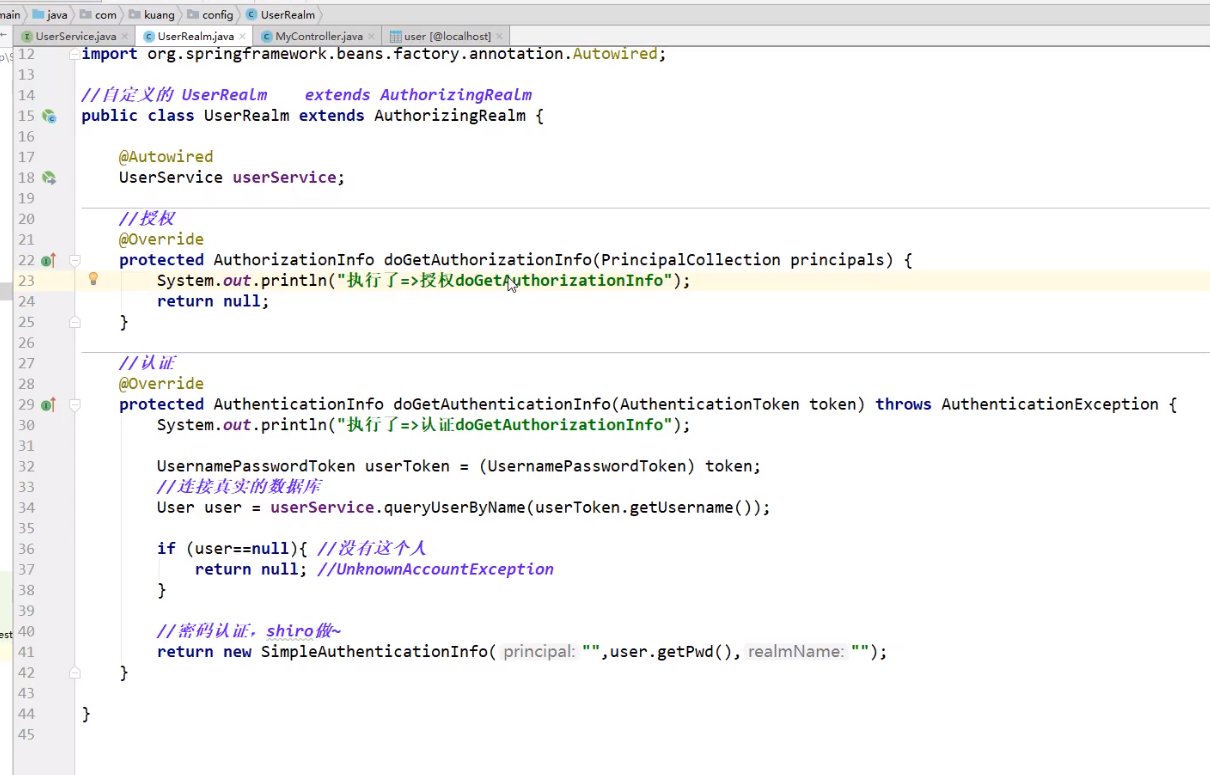 main java com kuang config UserRealm
UserService.java UserRealm.java MyController.java user [@localhost]
12 import org.springframework.beans.factory.annotation.Autowired;
13
14 //自定义的 UserRealm extends AuthorizingRealm
15 public class UserRealm extends AuthorizingRealm {
16
17 @Autowired
18 UserService userService;
19
20 //授权
21 @Override
22 protected AuthorizationInfo doGetAuthorizationInfo(PrincipalCollection principals) {
23 System.out.println("执行了=>授权doGetAuthorizationInfo");
24 return null;
25 }
26
27 //认证
28 @Override
29 protected AuthenticationInfo doGetAuthenticationInfo(AuthenticationToken token) throws AuthenticationException {
30 System.out.println("执行了=>认证doGetAuthorizationInfo");
31
32 UsernamePasswordToken userToken = (UsernamePasswordToken) token;
33 //连接真实的数据库
34 User user = userService.queryUserByName(userToken.getUsername());
35
36 if (user==null){ //没有这个人
37 return null; //UnknownAccountException
38 }
39
40 //密码认证，shiro做~
41 return new SimpleAuthenticationInfo( principal: "",user.getPwd(), realmName: "");
42 }
43
44 }
45